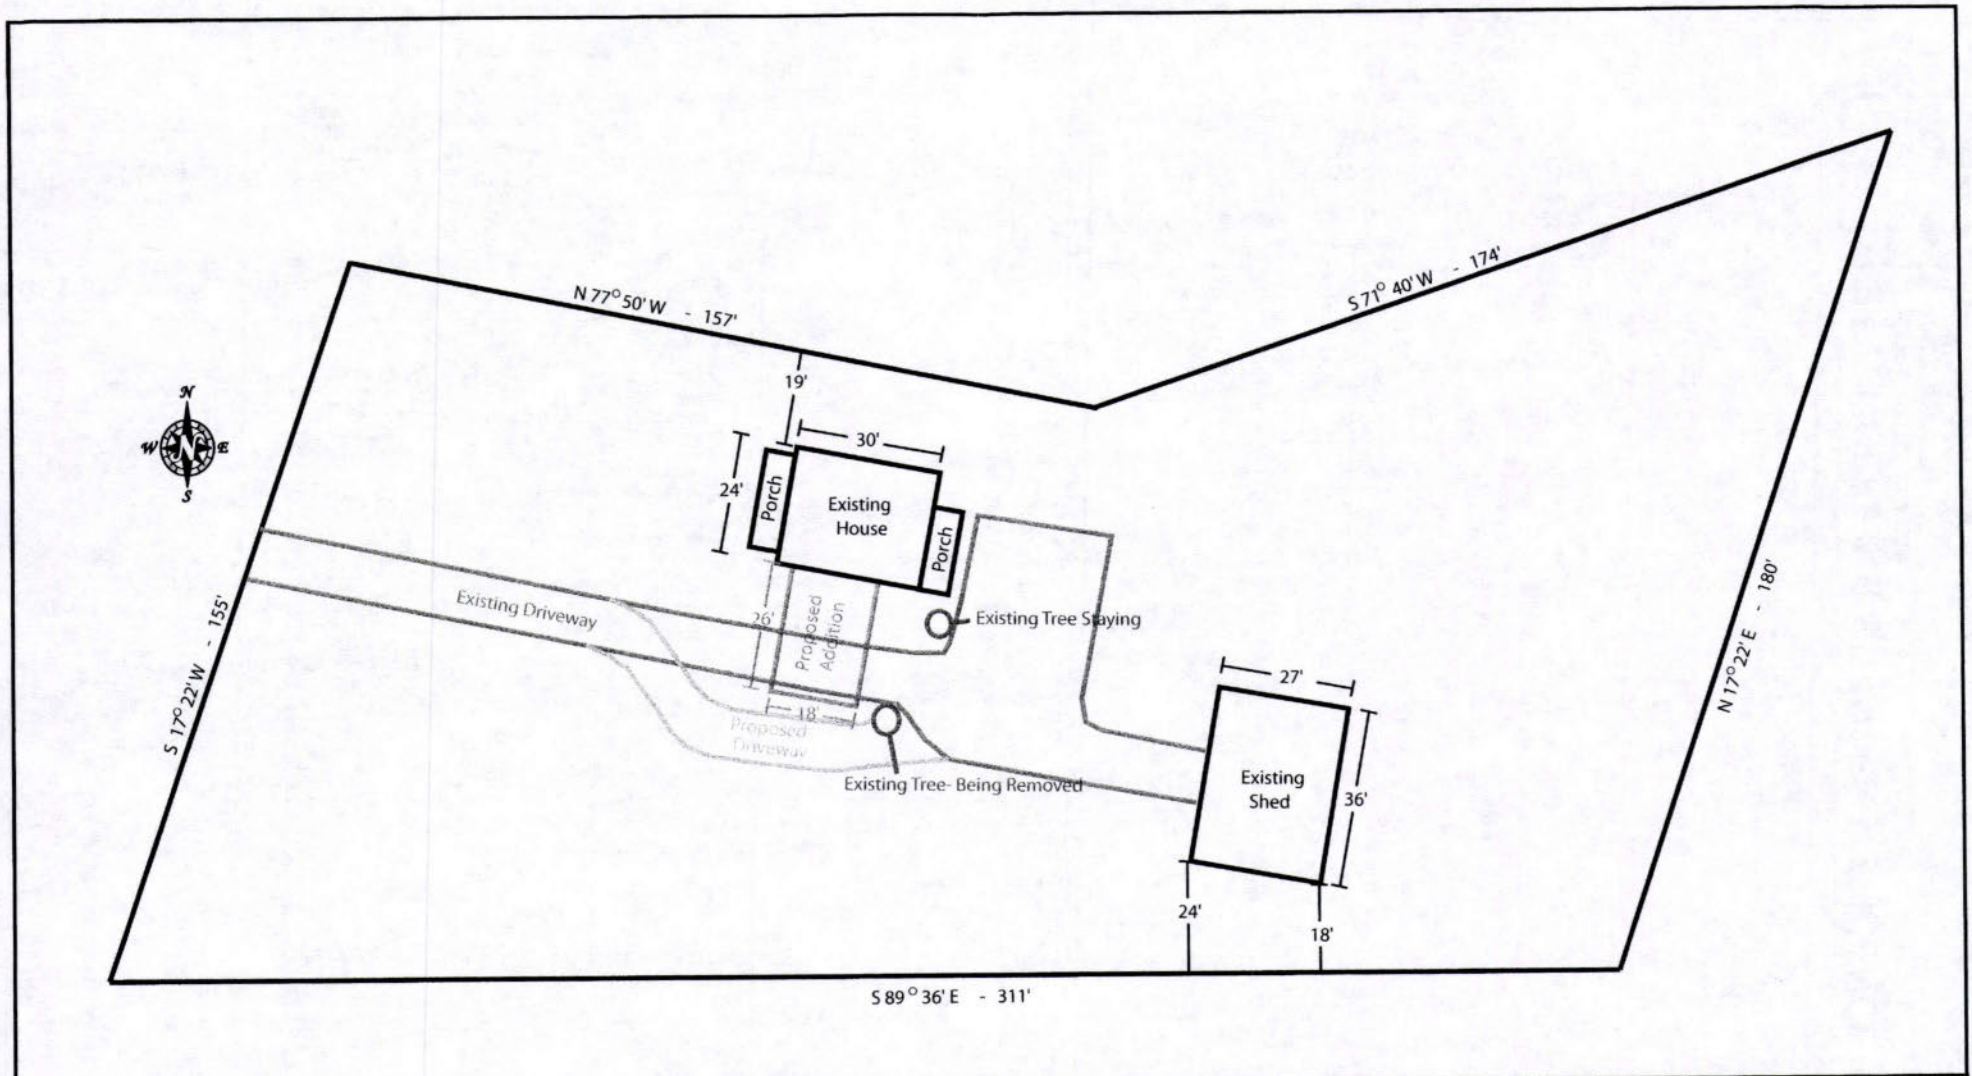 N 77° 50' W - 157'
S 71° 40' W - 174'
19'
N
W N E
S
30'
24'
Porch
Existing
House
Porch
Existing Driveway
26'
Proposed
Addition
Existing Tree Staying
S 17° 22' W - 155'
N 17° 22' E - 180'
27'
18'
Proposed
Driveway
Existing Tree- Being Removed
Existing
Shed
36'
24'
18'
S 89° 36' E - 311'